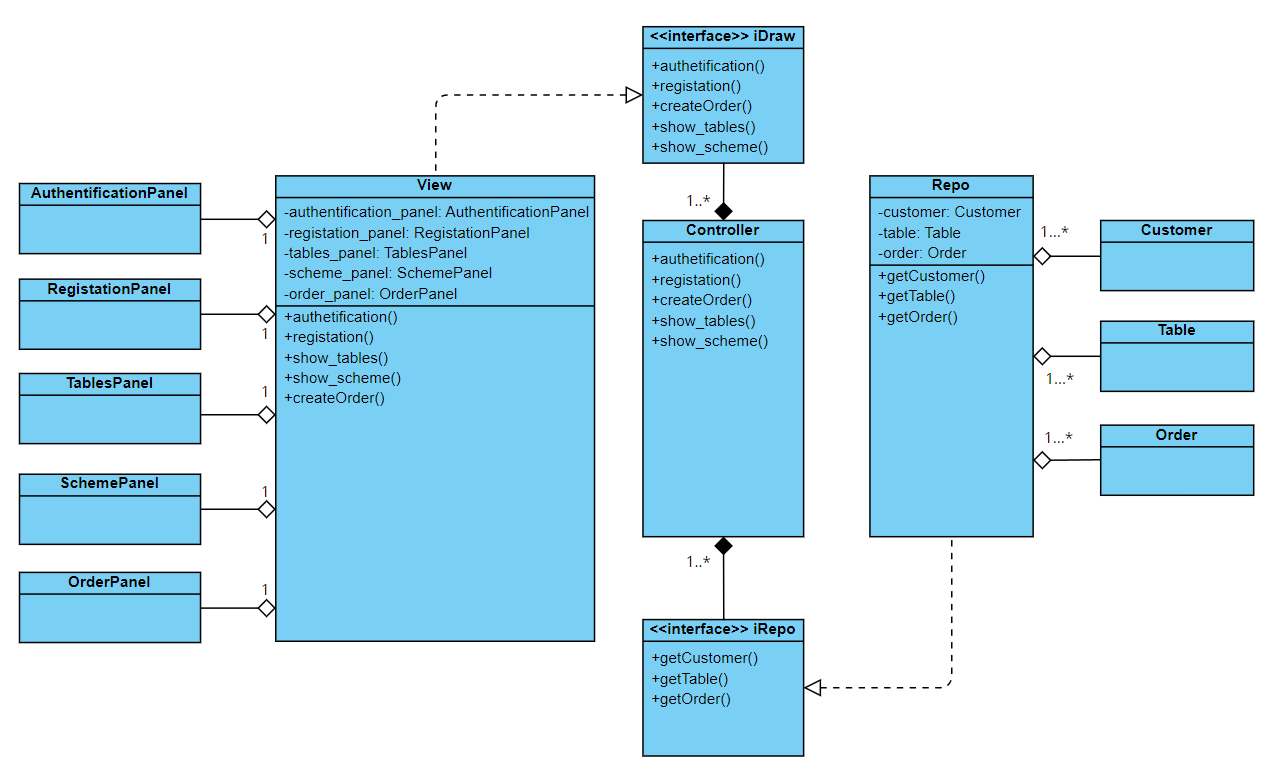 <<interface>> iDraw
+authetification()
+registation()
+createOrder()
+show_tables()
+show_scheme()
1..*
AuthentificationPanel
1
RegistationPanel
1
TablesPanel
1
SchemePanel
1
OrderPanel
1
View
-authentification_panel: AuthentificationPanel
-registation_panel: RegistationPanel
-tables_panel: TablesPanel
-scheme_panel: SchemePanel
-order_panel: OrderPanel
+authetification()
+registation()
+show_tables()
+show_scheme()
+createOrder()
Controller
+authetification()
+registation()
+createOrder()
+show_tables()
+show_scheme()
1..*
<<interface>> iRepo
+getCustomer()
+getTable()
+getOrder()
Repo
-customer: Customer
-table: Table
-order: Order
+getCustomer()
+getTable()
+getOrder()
1...*
Customer
1...*
Table
1...*
Order